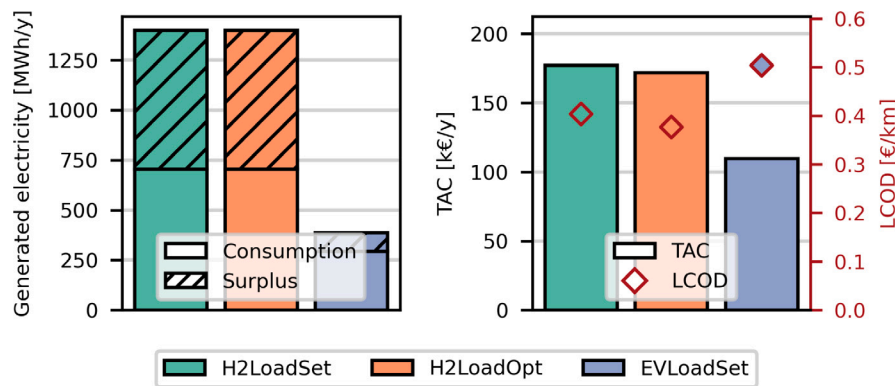 Generated electricity [MWh/y]
1250
1000
750
500
250
0
Consumption
Surplus
TAC [k€/y]
200
150
100
50
0
TAC
LCOD
0.6
0.5
0.4
0.3
0.2
0.1
0.0
LCOD [€/km]
H2LoadSet
H2LoadOpt
EVLoadSet